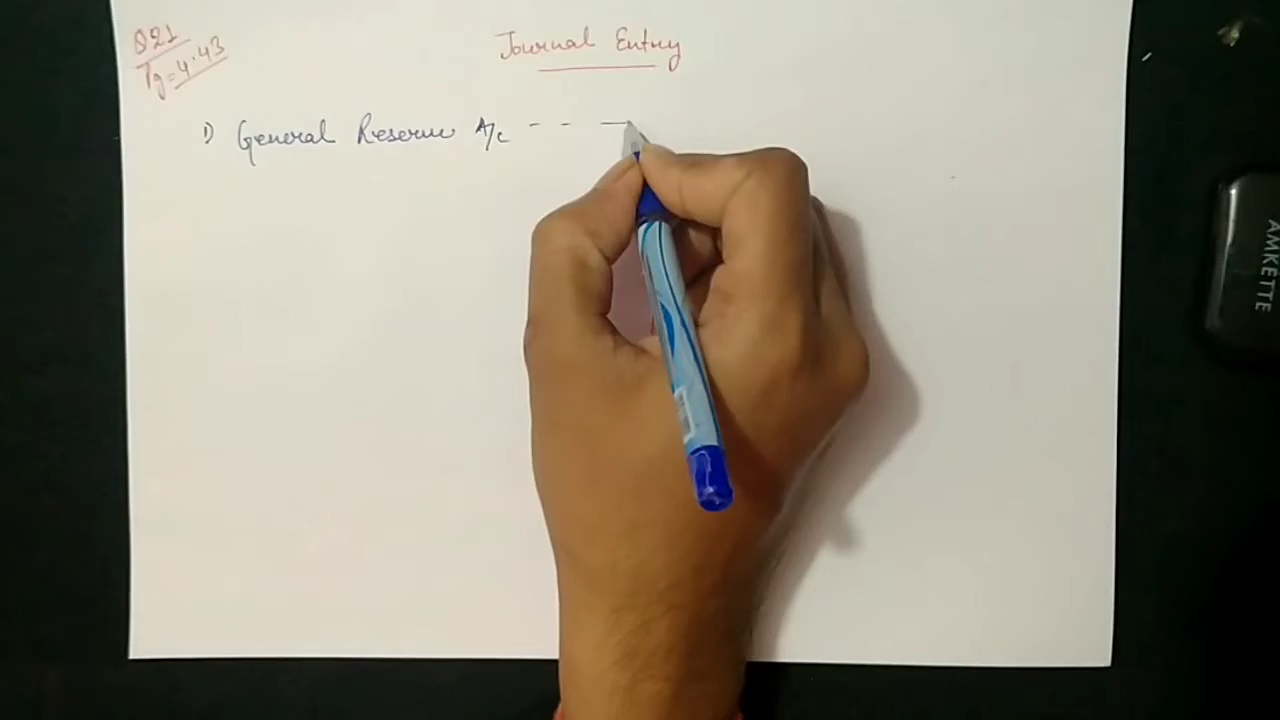 Q21
Pg = 4.43
Journal Entry
1) General Reserve A/c - - —
AMKETTE